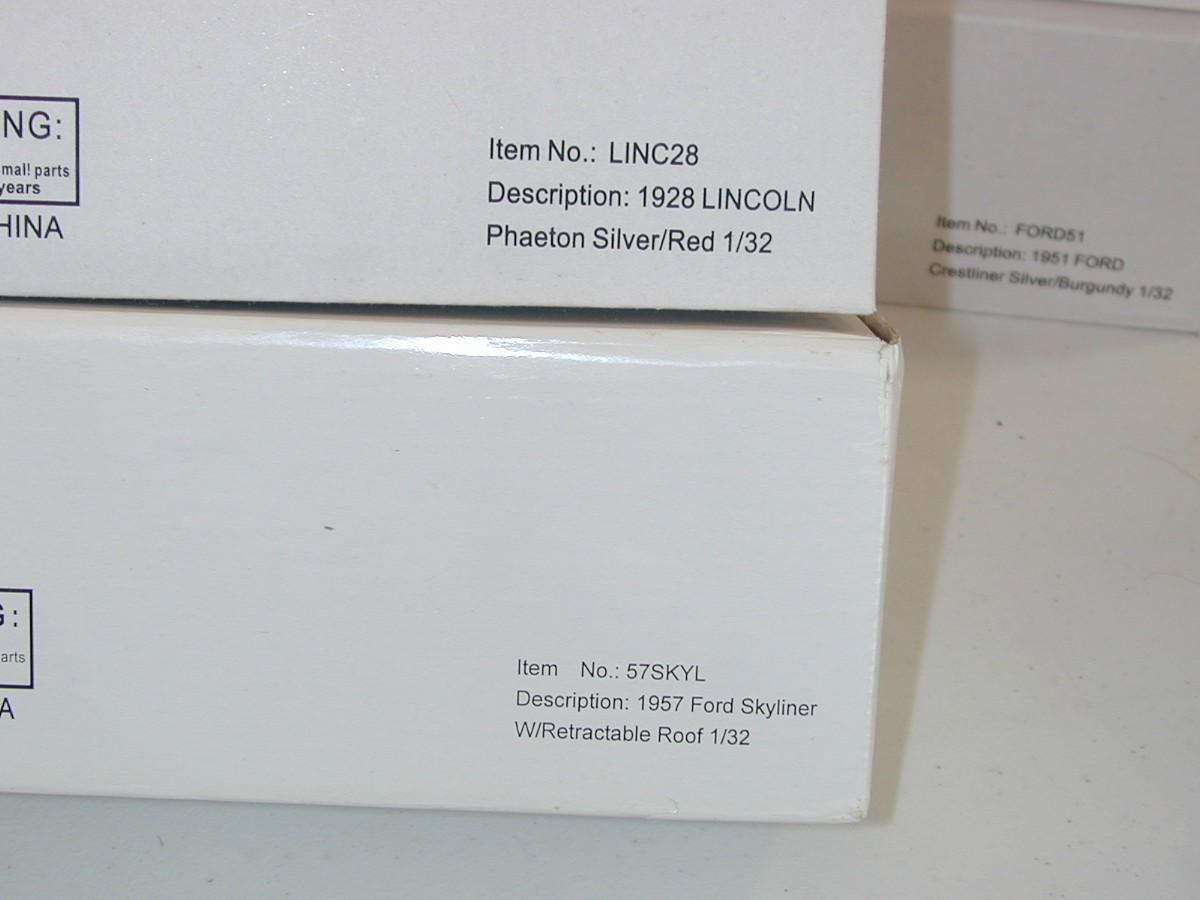 NG:
mall parts
years
HINA
Item No.: LINC28
Description: 1928 LINCOLN
Phaeton Silver/Red 1/32
Item No.: FORD51
Description: 1951 FORD
Crestliner Silver/Burgundy 1/32
G:
arts
A
Item No.: 57SKYL
Description: 1957 Ford Skyliner
W/Retractable Roof 1/32